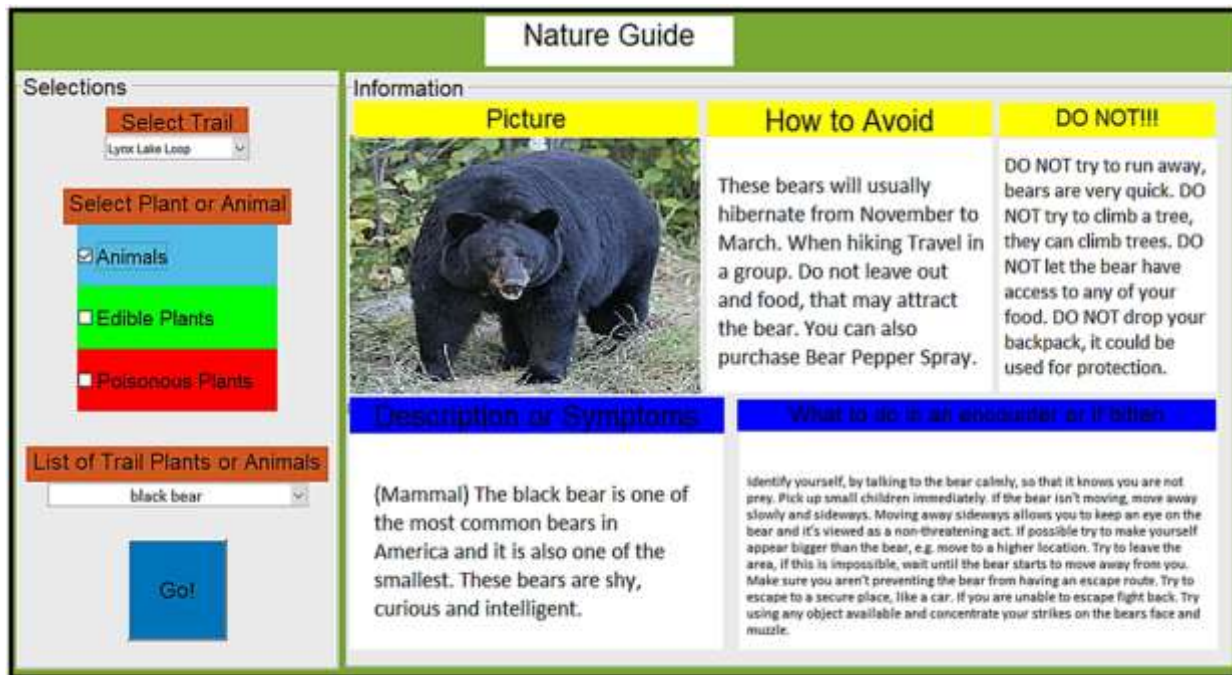 Nature Guide
Selections
Select Trail
Lynx Lake Loop
Select Plant or Animal
Animals
Edible Plants
Poisonous Plants
List of Trail Plants or Animals
black bear
Go!
Information
Picture
How to Avoid
These bears will usually
hibernate from November to
March. When hiking Travel in
a group. Do not leave out
and food, that may attract
the bear. You can also
purchase Bear Pepper Spray.
DO NOT!!!
DO NOT try to run away,
bears are very quick. DO
NOT try to climb a tree,
they can climb trees. DO
NOT let the bear have
access to any of your
food. DO NOT drop your
backpack, it could be
used for protection.
Description or Symptoms
(Mammal) The black bear is one of
the most common bears in
America and it is also one of the
smallest. These bears are shy,
curious and intelligent.
What to do in an encounter or if bitten
Identify yourself, by talking to the bear calmly, so that it knows you are not
prey. Pick up small children immediately. If the bear isn't moving, move away
slowly and sideways. Moving away sideways allows you to keep an eye on the
bear and it's viewed as a non-threatening act. If possible try to make yourself
appear bigger than the bear, e.g. move to a higher location. Try to leave the
area, if this is impossible, wait until the bear starts to move away from you.
Make sure you aren't preventing the bear from having an escape route. Try to
escape to a secure place, like a car. If you are unable to escape fight back. Try
using any object available and concentrate your strikes on the bears face and
muzzle.